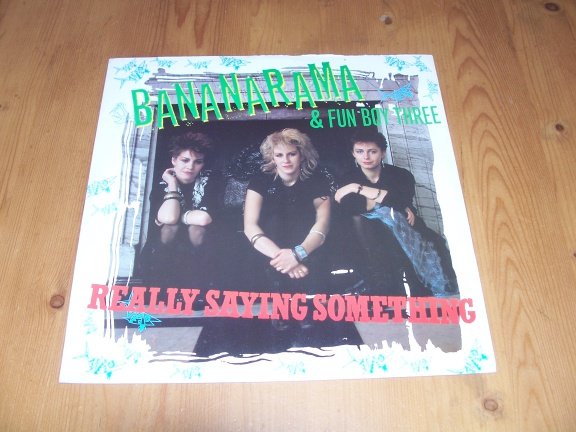 BANANARAMA
& FUN BOY THREE
REALLY SAYING SOMETHING